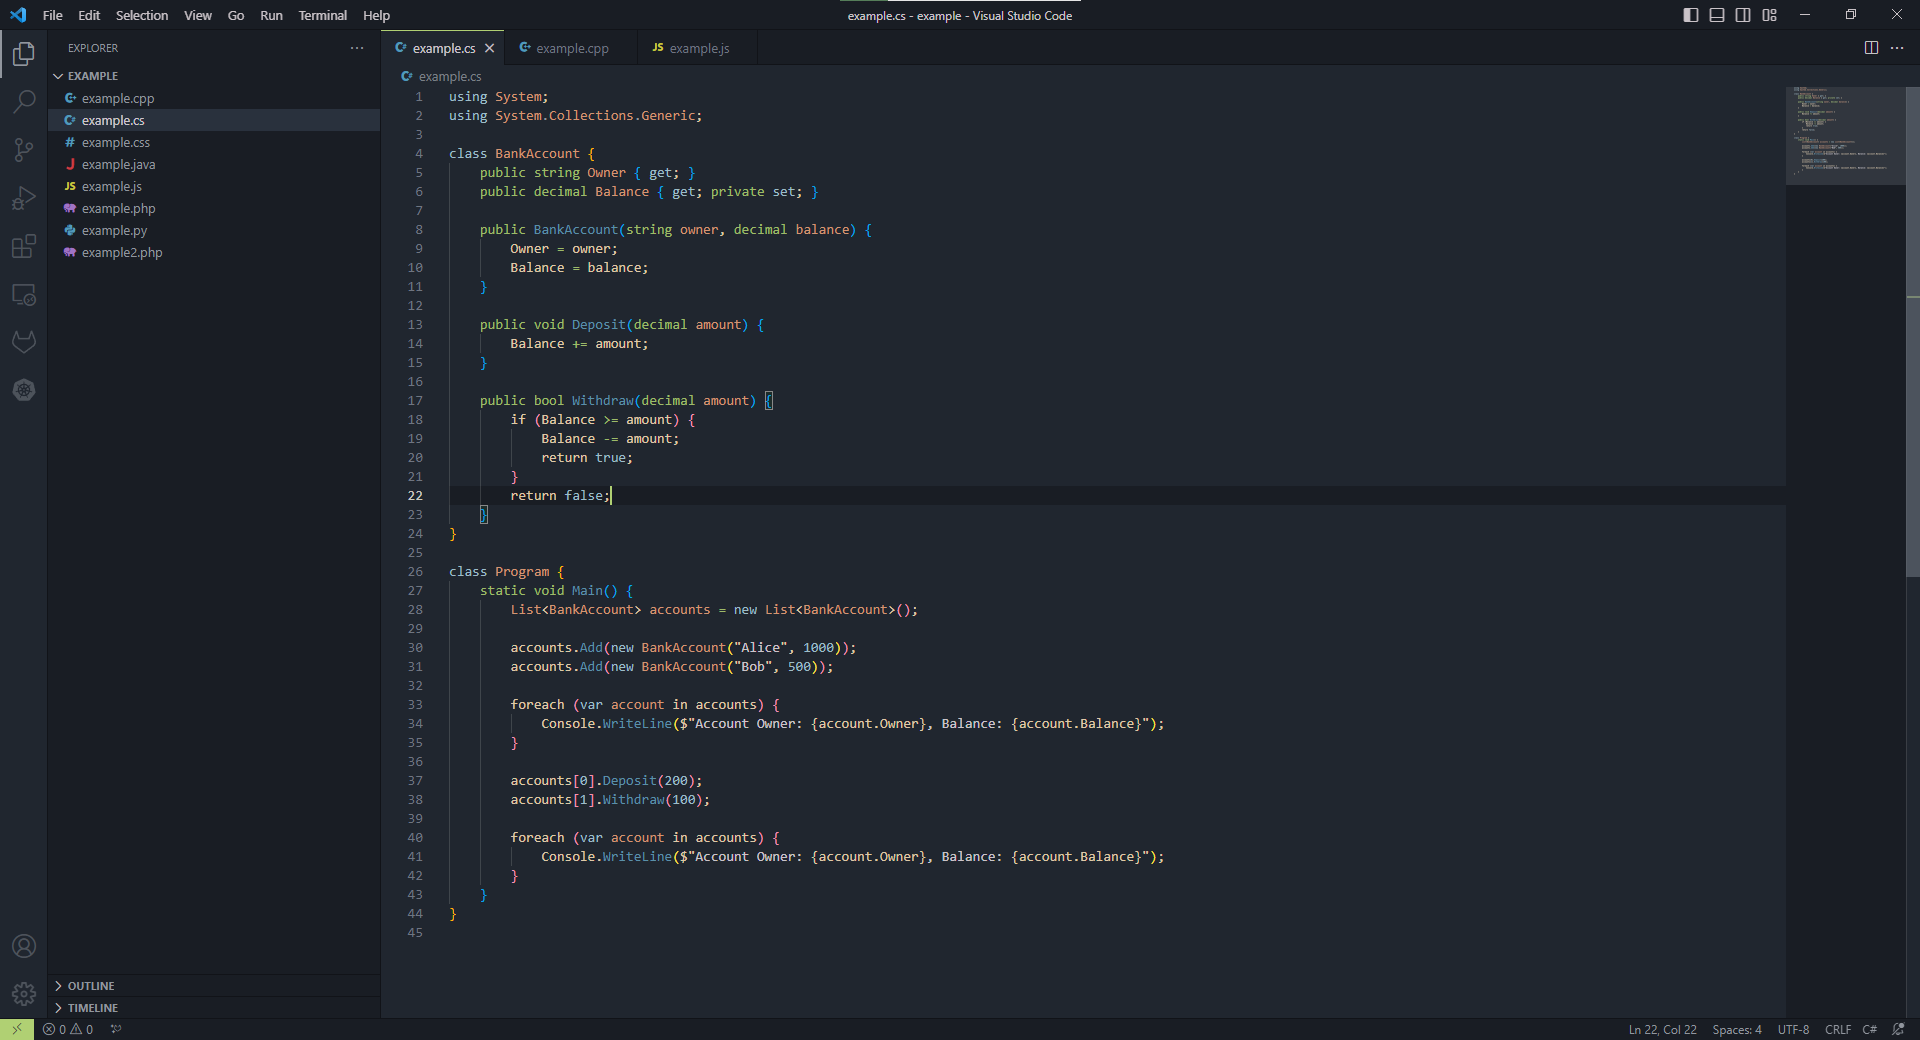 File Edit Selection View Go Run Terminal Help
example.cs - example - Visual Studio Code
EXPLORER
EXAMPLE
example.cpp
example.cs
example.css
example.java
example.js
example.php
example.py
example2.php
OUTLINE
TIMELINE
example.cs example.cpp JS example.js
example.cs
1 using System;
2 using System.Collections.Generic;
3
4 class BankAccount {
5 public string Owner { get; }
6 public decimal Balance { get; private set; }
7
8 public BankAccount(string owner, decimal balance) {
9 Owner = owner;
10 Balance = balance;
11 }
12
13 public void Deposit(decimal amount) {
14 Balance += amount;
15 }
16
17 public bool Withdraw(decimal amount) {
18 if (Balance >= amount) {
19 Balance -= amount;
20 return true;
21 }
22 return false;
23 }
24 }
25
26 class Program {
27 static void Main() {
28 List<BankAccount> accounts = new List<BankAccount>();
29
30 accounts.Add(new BankAccount("Alice", 1000));
31 accounts.Add(new BankAccount("Bob", 500));
32
33 foreach (var account in accounts) {
34 Console.WriteLine($"Account Owner: {account.Owner}, Balance: {account.Balance}");
35 }
36
37 accounts[0].Deposit(200);
38 accounts[1].Withdraw(100);
39
40 foreach (var account in accounts) {
41 Console.WriteLine($"Account Owner: {account.Owner}, Balance: {account.Balance}");
42 }
43 }
44 }
45
0 0
Ln 22, Col 22 Spaces: 4 UTF-8 CRLF C#